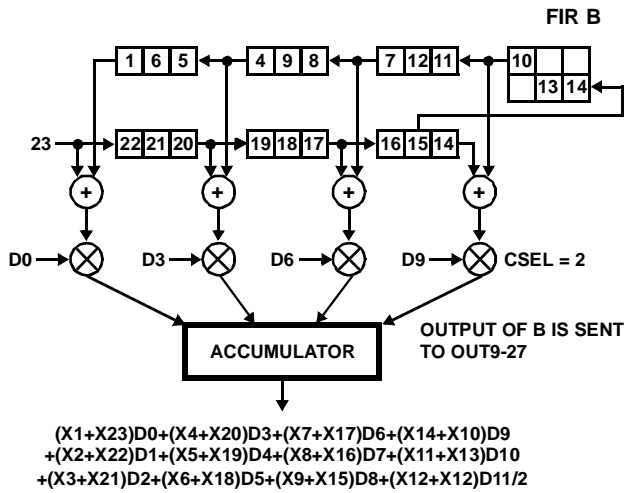 FIR B
1 6 5 4 9 8 7 12 11 10
13 14
23 22 21 20 19 18 17 16 15 14
+ + + +
D0 D3 D6 D9 CSEL = 2
OUTPUT OF B IS SENT
TO OUT9-27
ACCUMULATOR
(X1+X23)D0+(X4+X20)D3+(X7+X17)D6+(X14+X10)D9
+(X2+X22)D1+(X5+X19)D4+(X8+X16)D7+(X11+X13)D10
+(X3+X21)D2+(X6+X18)D5+(X9+X15)D8+(X12+X12)D11/2